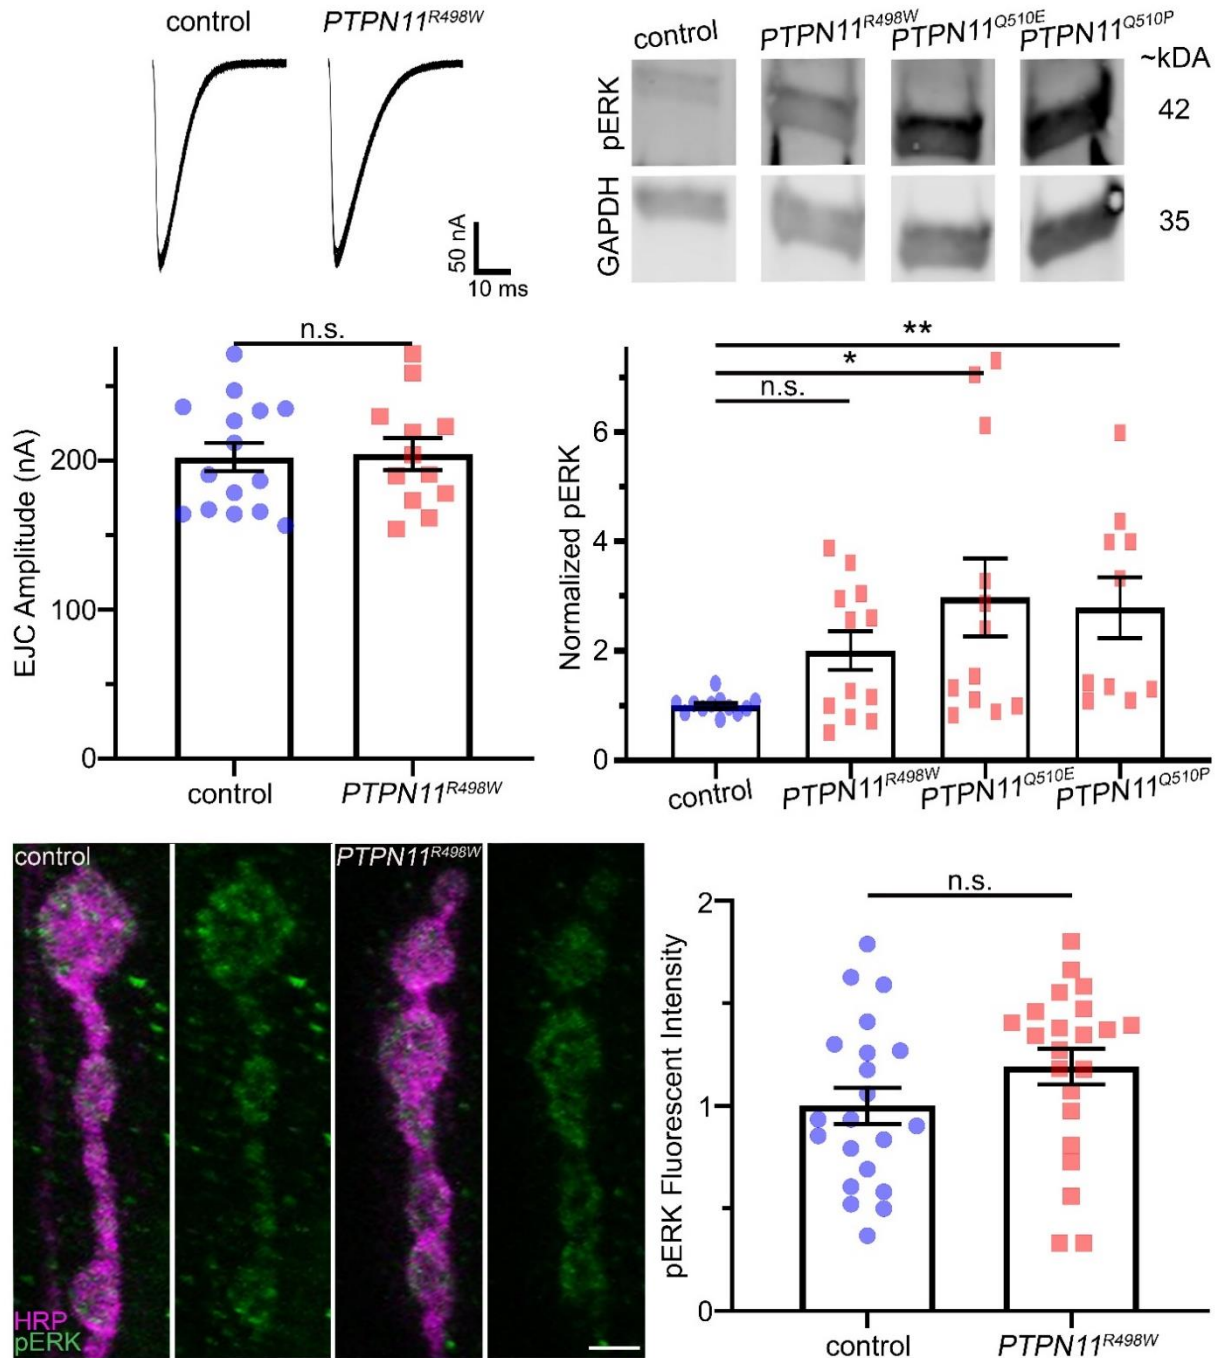 control PTPN11R498W
50 nA
10 ms
control PTPN11R498W PTPN11Q510E PTPN11Q510P
~kDA
pERK
42
GAPDH
35
n.s.
EJC Amplitude (nA)
200
100
0
control PTPN11R498W
**
*
n.s.
Normalized pERK
6
4
2
0
control PTPN11R498W PTPN11Q510E PTPN11Q510P
control PTPN11R498W
HRP
pERK
n.s.
pERK Fluorescent Intensity
2
1
0
control PTPN11R498W